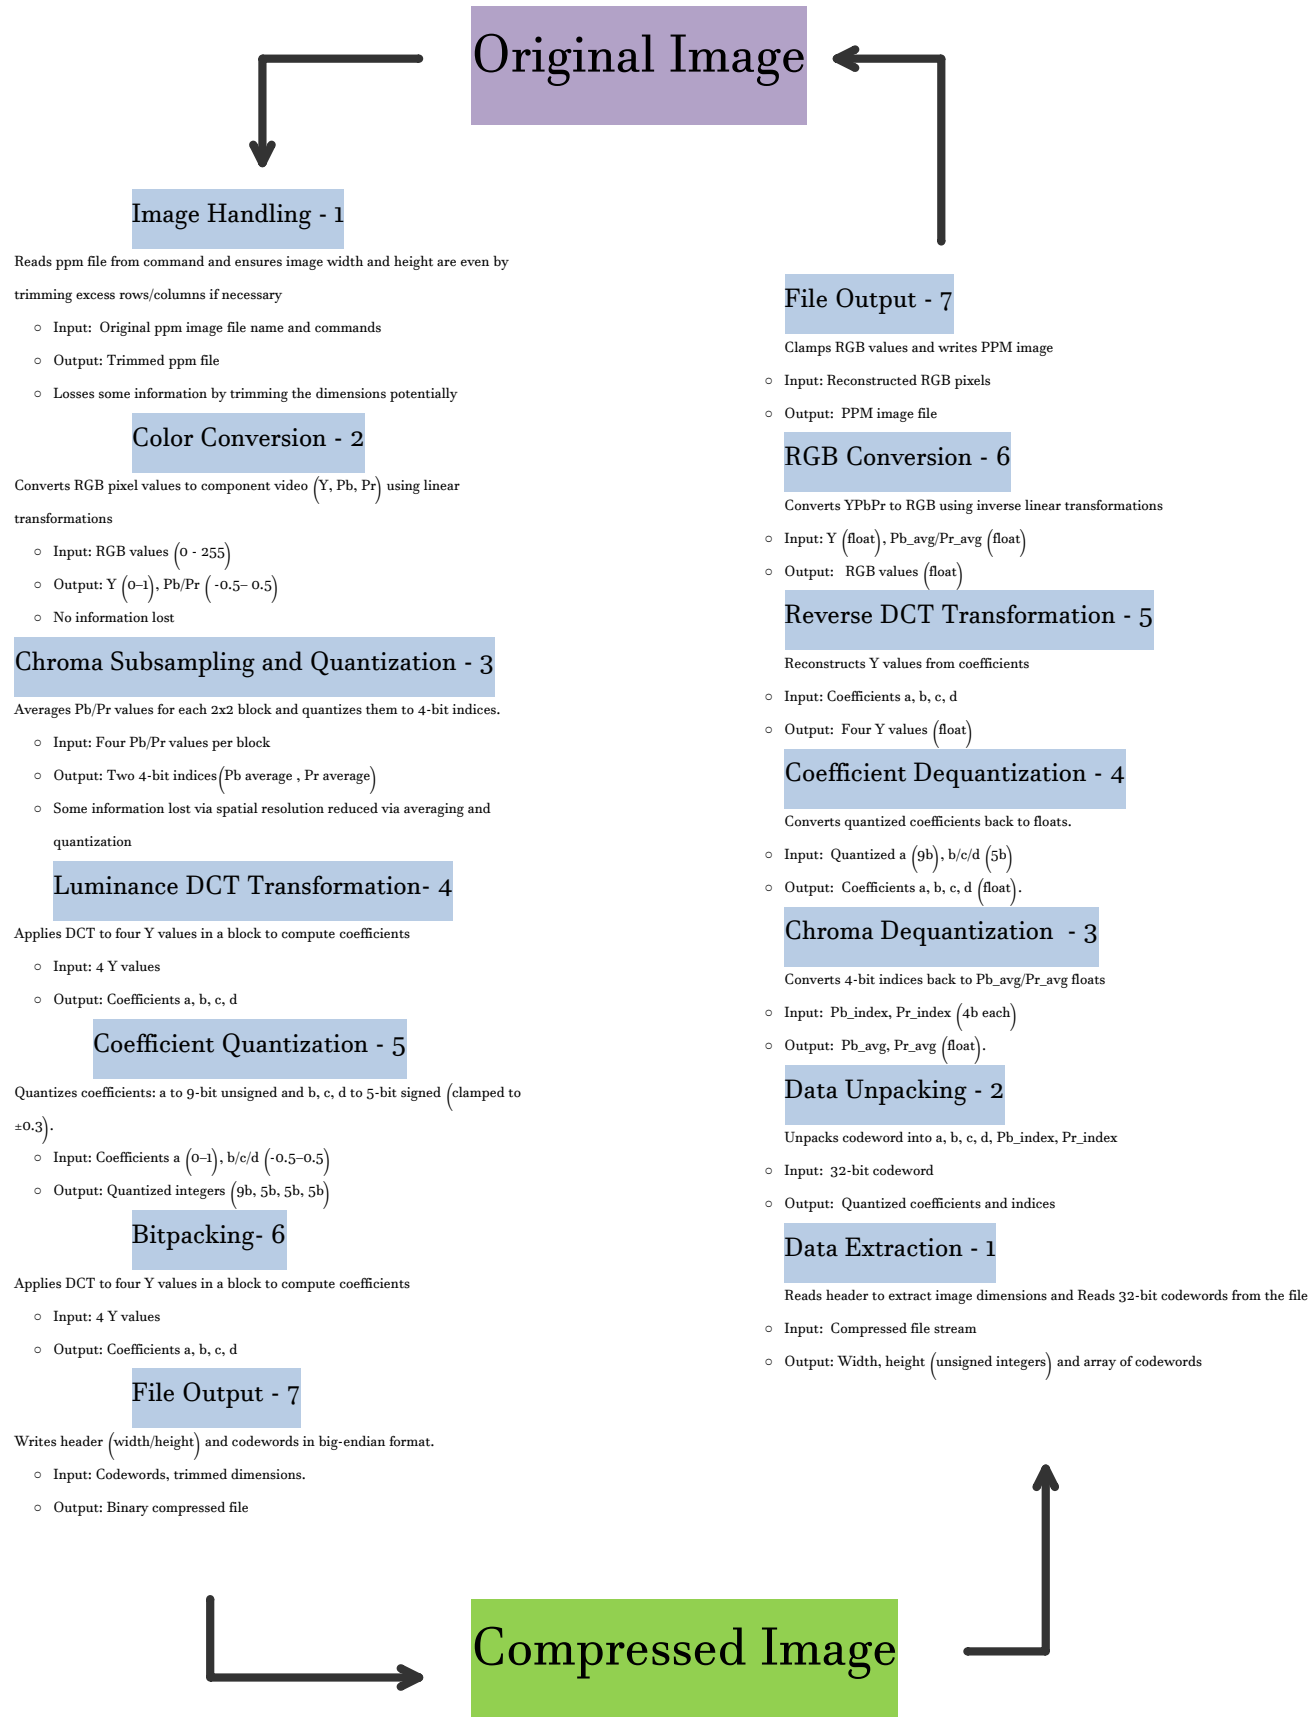 Original Image
Image Handling - 1
Reads ppm file from command and ensures image width and height are even by
trimming excess rows/columns if necessary
○ Input: Original ppm image file name and commands
○ Output: Trimmed ppm file
○ Losses some information by trimming the dimensions potentially
Color Conversion - 2
Converts RGB pixel values to component video (Y, Pb, Pr) using linear
transformations
○ Input: RGB values (0 - 255)
○ Output: Y (0–1), Pb/Pr ( -0.5– 0.5)
○ No information lost
Chroma Subsampling and Quantization - 3
Averages Pb/Pr values for each 2x2 block and quantizes them to 4-bit indices.
○ Input: Four Pb/Pr values per block
○ Output: Two 4-bit indices(Pb average , Pr average)
○ Some information lost via spatial resolution reduced via averaging and
quantization
Luminance DCT Transformation- 4
Applies DCT to four Y values in a block to compute coefficients
○ Input: 4 Y values
○ Output: Coefficients a, b, c, d
Coefficient Quantization - 5
Quantizes coefficients: a to 9-bit unsigned and b, c, d to 5-bit signed (clamped to
±0.3).
○ Input: Coefficients a (0–1), b/c/d (-0.5–0.5)
○ Output: Quantized integers (9b, 5b, 5b, 5b)
Bitpacking- 6
Applies DCT to four Y values in a block to compute coefficients
○ Input: 4 Y values
○ Output: Coefficients a, b, c, d
File Output - 7
Writes header (width/height) and codewords in big-endian format.
○ Input: Codewords, trimmed dimensions.
○ Output: Binary compressed file
File Output - 7
Clamps RGB values and writes PPM image
○ Input: Reconstructed RGB pixels
○ Output: PPM image file
RGB Conversion - 6
Converts YPbPr to RGB using inverse linear transformations
○ Input: Y (float), Pb_avg/Pr_avg (float)
○ Output: RGB values (float)
Reverse DCT Transformation - 5
Reconstructs Y values from coefficients
○ Input: Coefficients a, b, c, d
○ Output: Four Y values (float)
Coefficient Dequantization - 4
Converts quantized coefficients back to floats.
○ Input: Quantized a (9b), b/c/d (5b)
○ Output: Coefficients a, b, c, d (float).
Chroma Dequantization - 3
Converts 4-bit indices back to Pb_avg/Pr_avg floats
○ Input: Pb_index, Pr_index (4b each)
○ Output: Pb_avg, Pr_avg (float).
Data Unpacking - 2
Unpacks codeword into a, b, c, d, Pb_index, Pr_index
○ Input: 32-bit codeword
○ Output: Quantized coefficients and indices
Data Extraction - 1
Reads header to extract image dimensions and Reads 32-bit codewords from the file
○ Input: Compressed file stream
○ Output: Width, height (unsigned integers) and array of codewords
Compressed Image